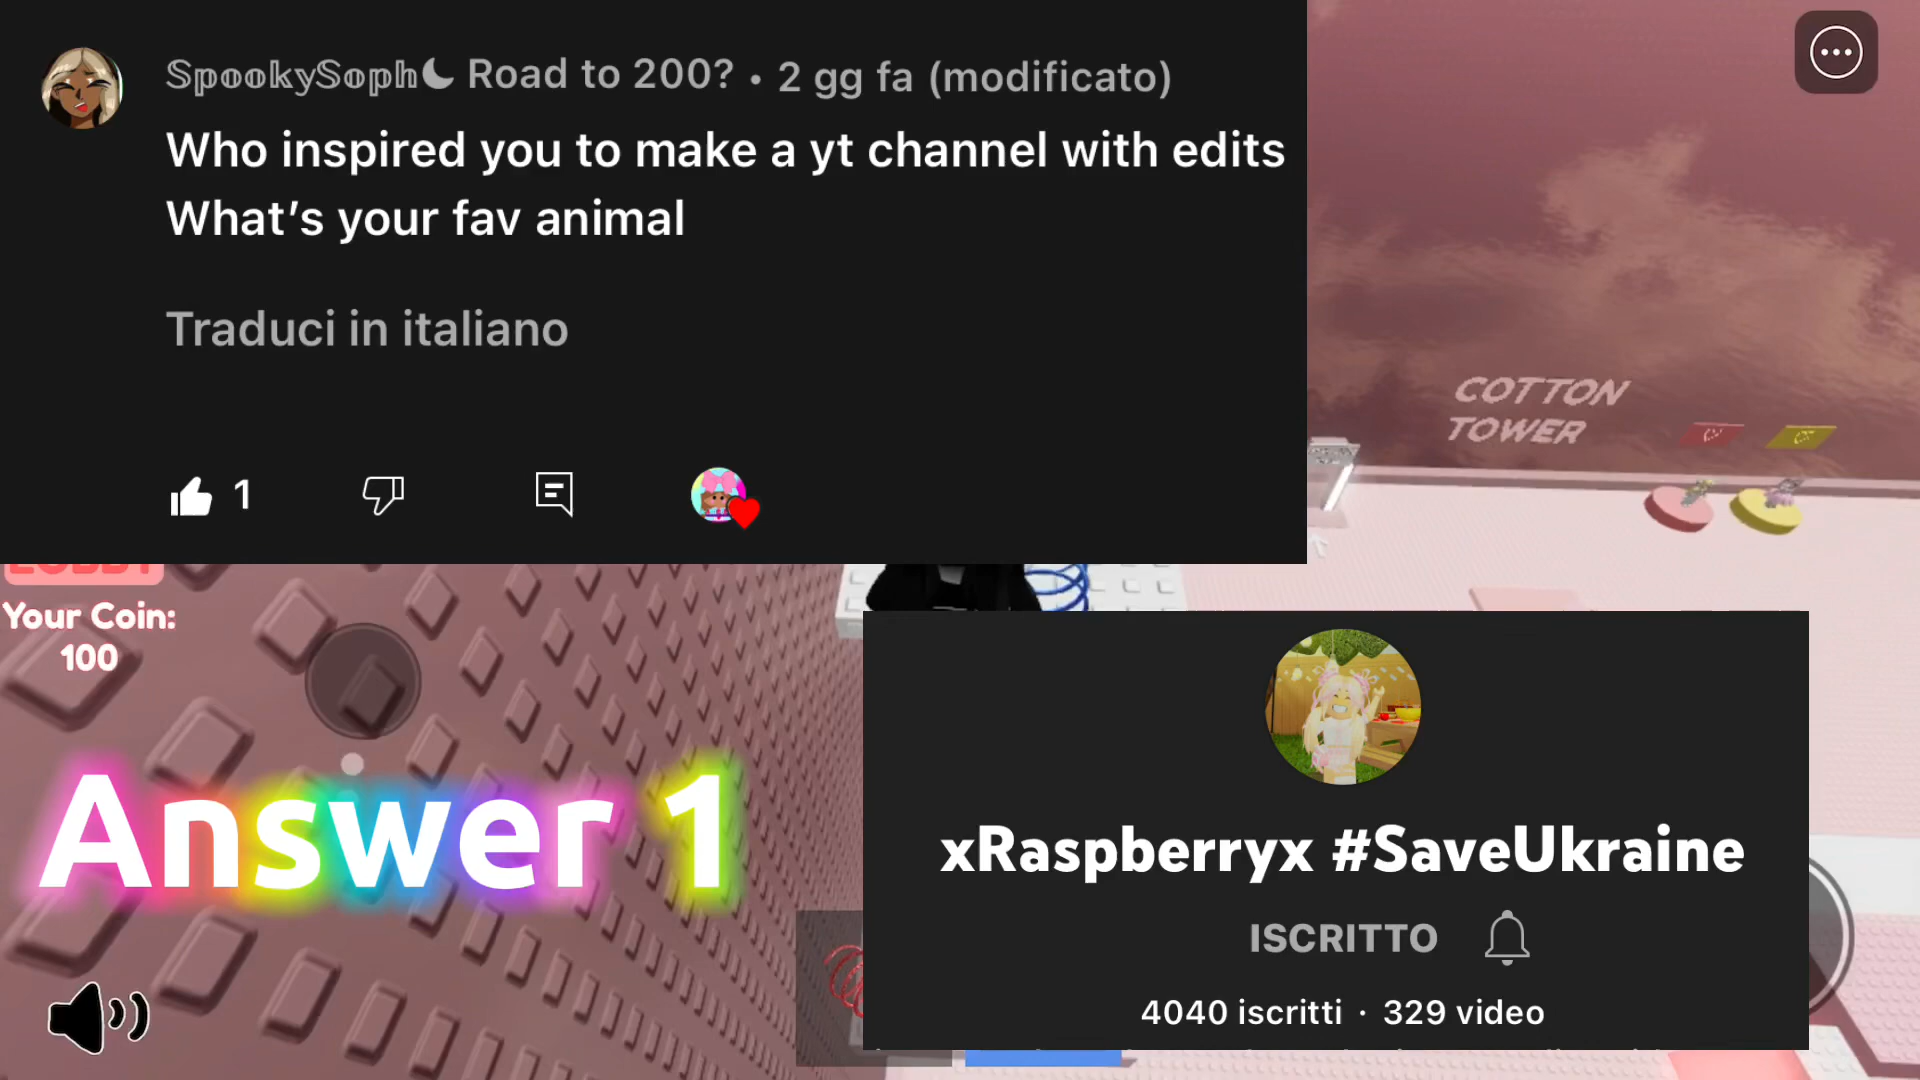 SpookySoph Road to 200? • 2 gg fa (modificato)
Who inspired you to make a yt channel with edits
What's your fav animal
Traduci in italiano
1
COTTON
TOWER
LOBBY
Your Coin:
100
Answer 1
xRaspberryx #SaveUkraine
ISCRITTO
4040 iscritti · 329 video